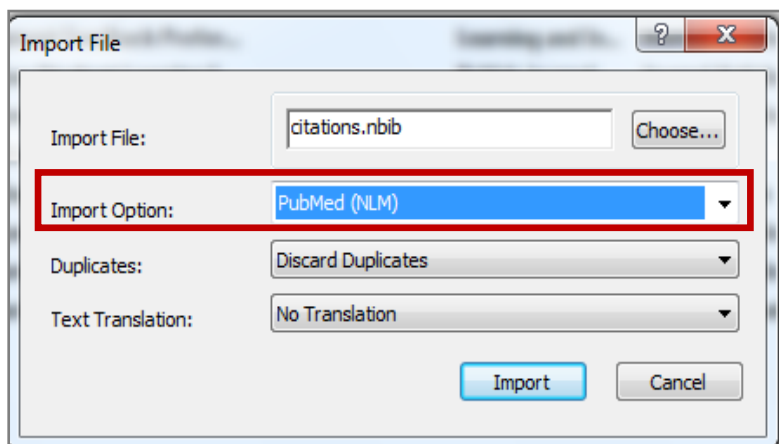 Import File
?
X
Import File:
citations.nbib
Choose...
Import Option:
PubMed (NLM)
Duplicates:
Discard Duplicates
Text Translation:
No Translation
Import
Cancel